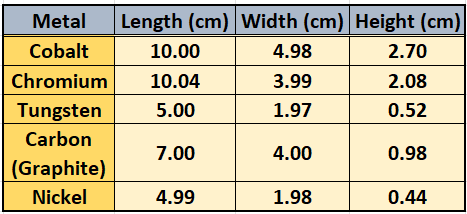 Metal Length (cm) Width (cm) Height (cm)
Cobalt 10.00 4.98 2.70
Chromium 10.04 3.99 2.08
Tungsten 5.00 1.97 0.52
Carbon
(Graphite) 7.00 4.00 0.98
Nickel 4.99 1.98 0.44